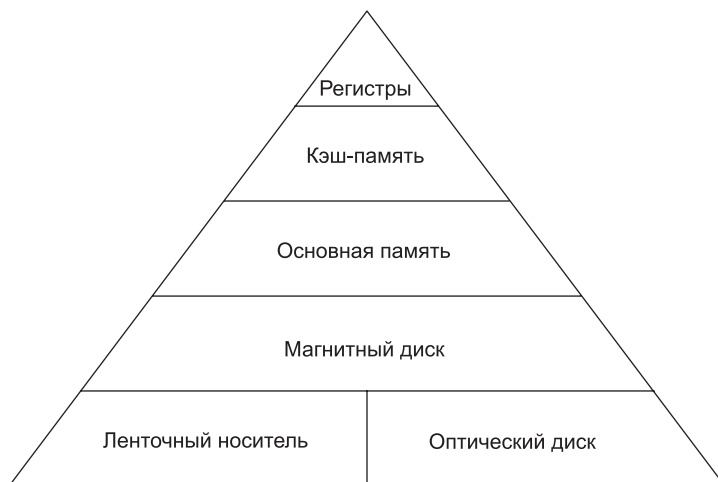 Регистры
Кэш-память
Основная память
Магнитный диск
Ленточный носитель
Оптический диск